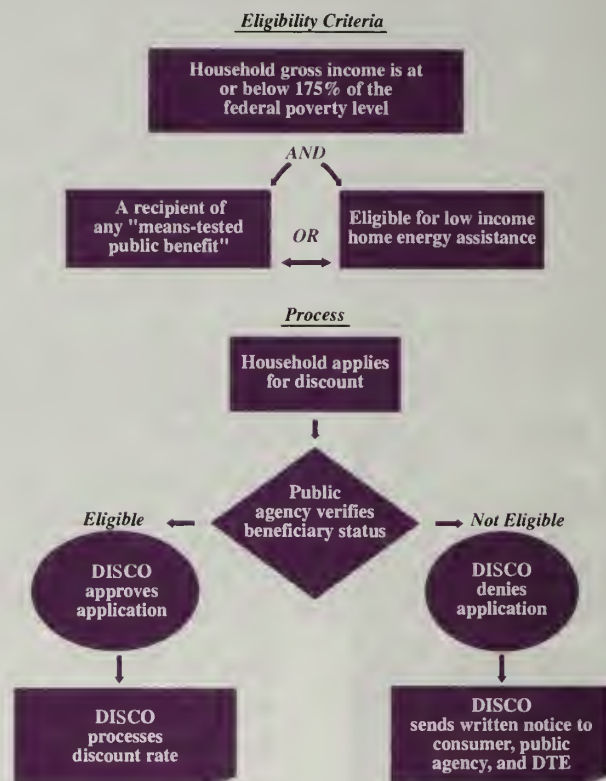 Eligibility Criteria
Household gross income is at
or below 175% of the
federal poverty level
AND
A recipient of
any "means-tested
public benefit"
OR
Eligible for low income
home energy assistance
Process
Household applies
for discount
Public
agency verifies
beneficiary status
Eligible
Not Eligible
DISCO
approves
application
DISCO
denies
application
DISCO
processes
discount rate
DISCO
sends written notice to
consumer, public
agency, and DTE